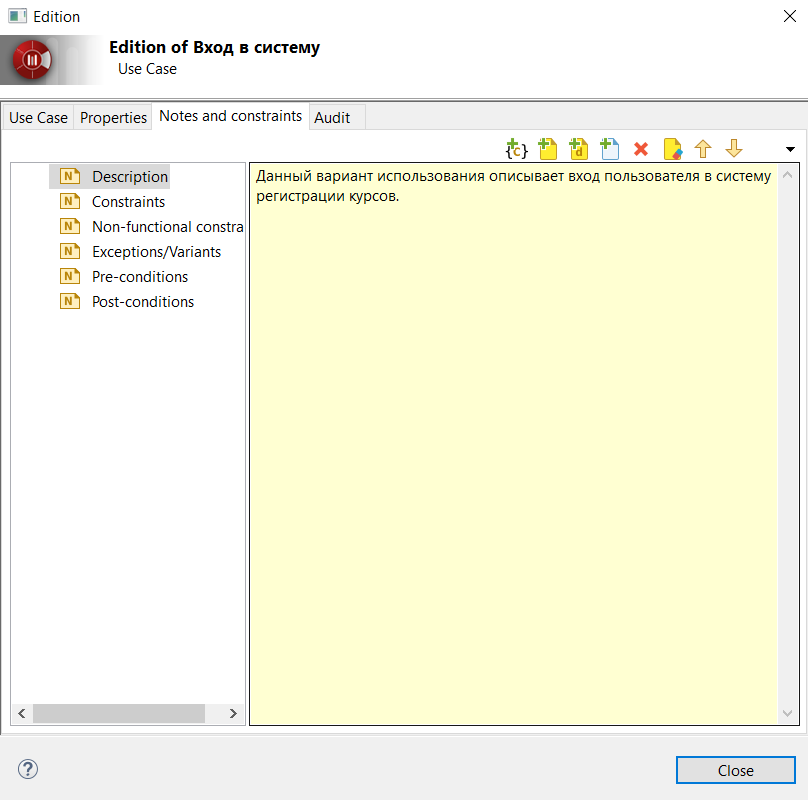 Edition
Edition of Вход в систему
Use Case
Use Case Properties Notes and constraints Audit
{c} d
N Description
N Constraints
N Non-functional constra
N Exceptions/Variants
N Pre-conditions
N Post-conditions
Данный вариант использования описывает вход пользователя в систему
регистрации курсов.
?
Close